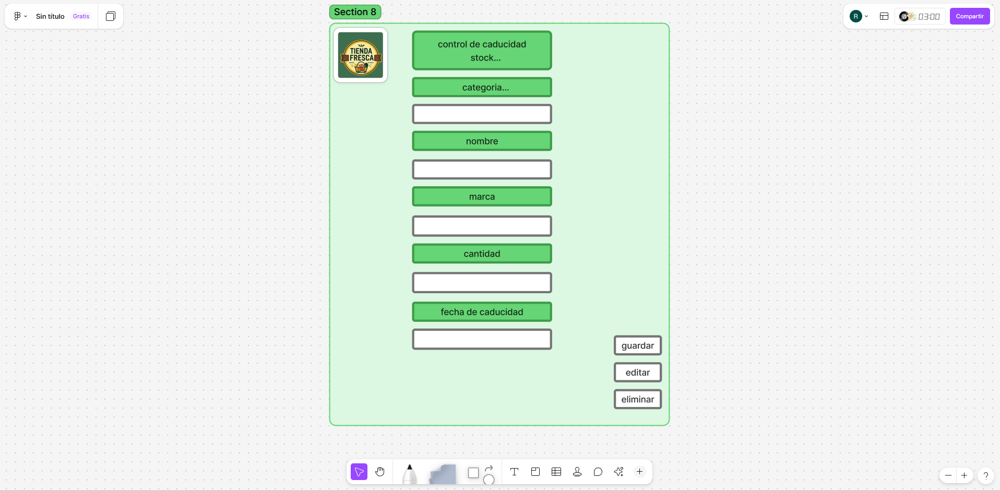 Sin título
Gratis
Section 8
R
03:00
Compartir
TIENDA
FRESCA
control de caducidad
stock...
categoria...
nombre
marca
cantidad
fecha de caducidad
guardar
editar
eliminar
T
?